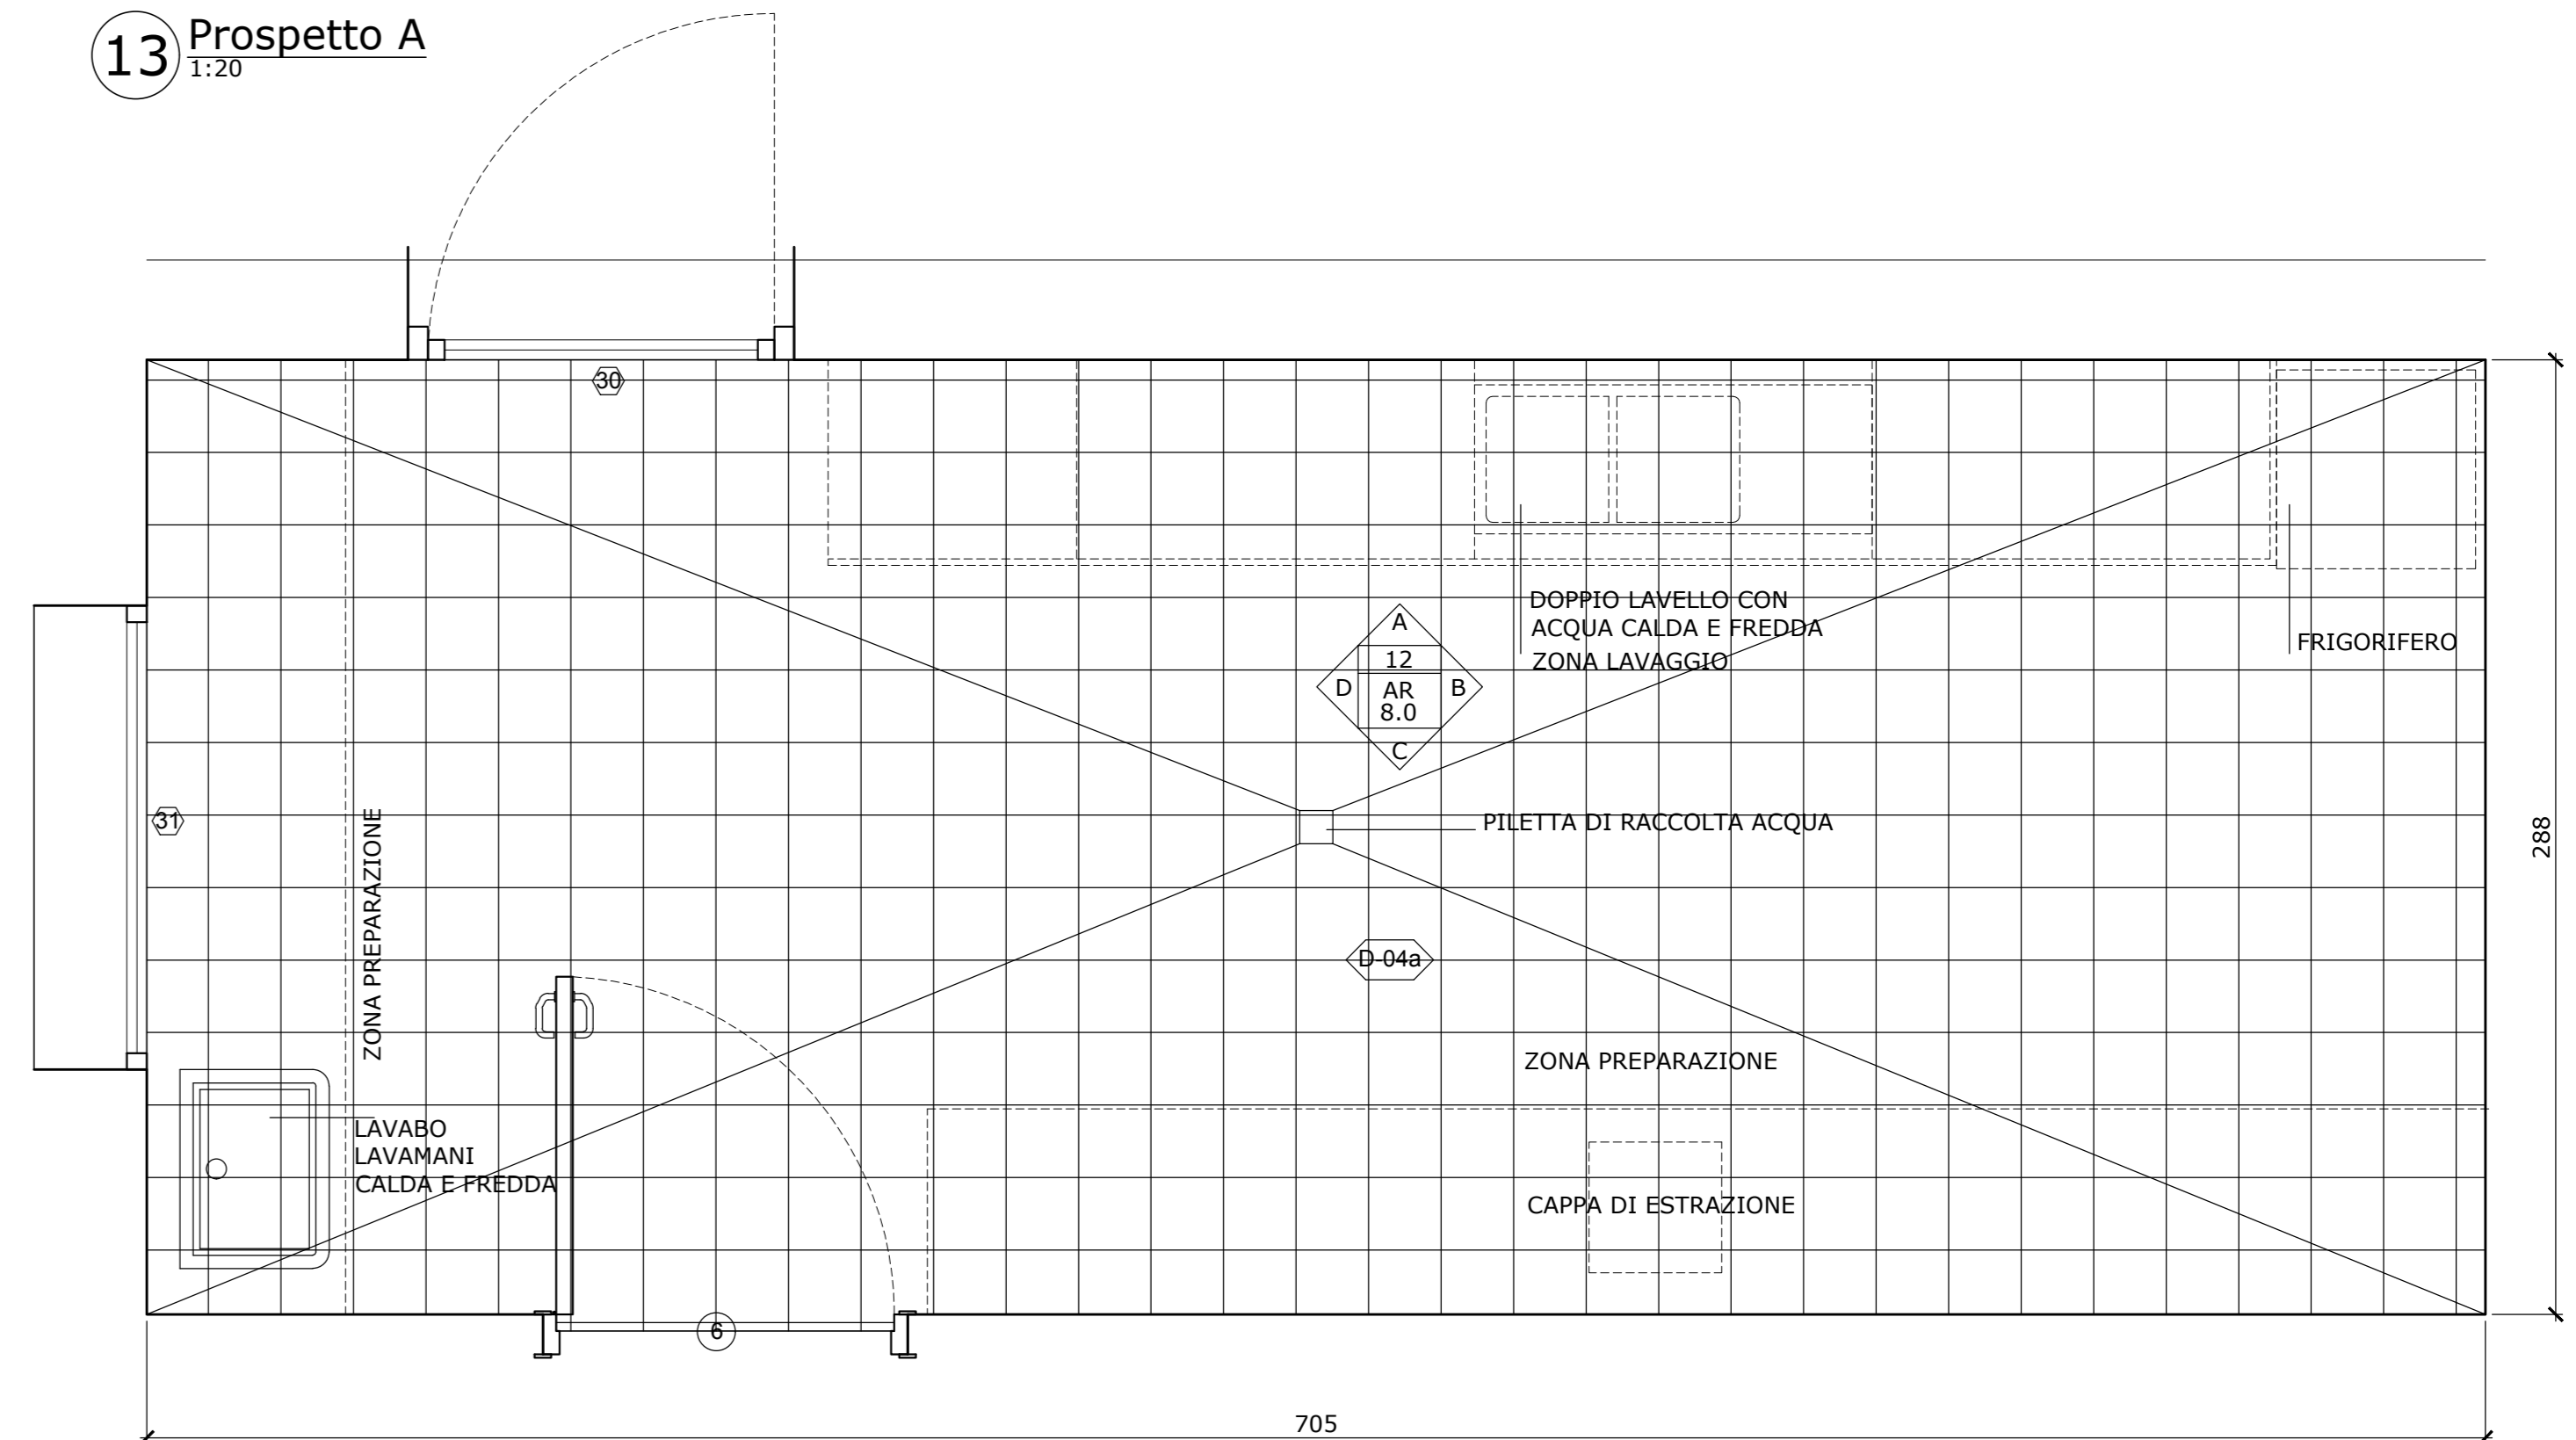 13 Prospetto A
1:20
30
DOPPIO LAVELLO CON
ACQUA CALDA E FREDDA
ZONA LAVAGGIO
FRIGORIFERO
A
12
D
AR
8.0
B
C
31
ZONA PREPARAZIONE
PILETTA DI RACCOLTA ACQUA
288
D-04a
ZONA PREPARAZIONE
LAVABO
LAVAMANI
CALDA E FREDDA
CAPPA DI ESTRAZIONE
6
705